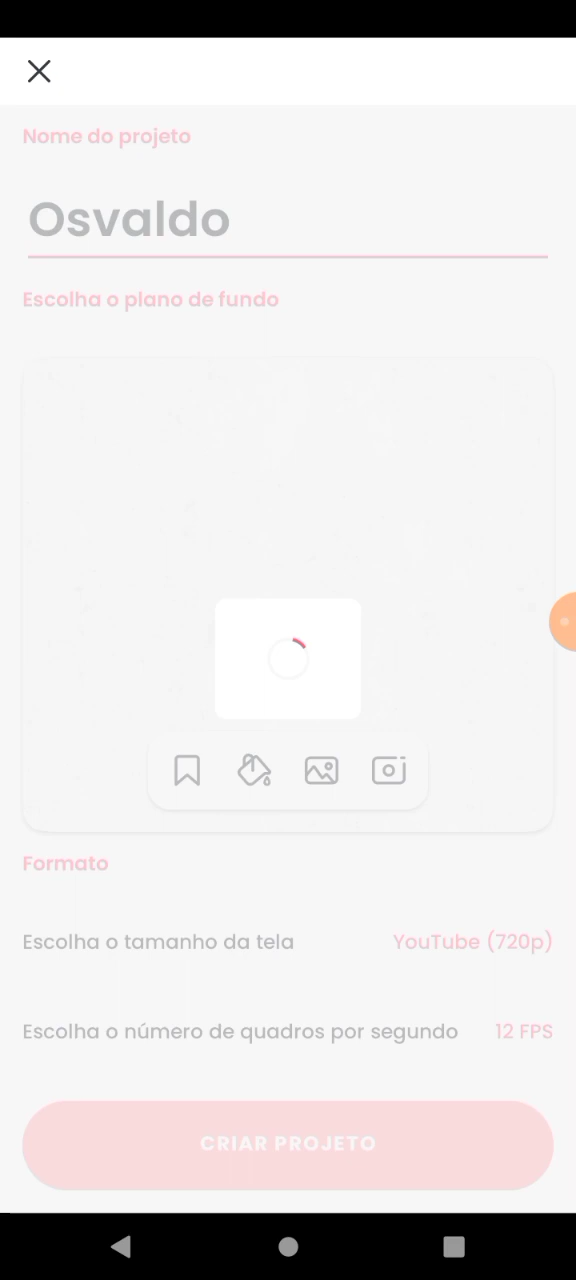 Nome do projeto
Osvaldo
Escolha o plano de fundo
Formato
Escolha o tamanho da tela YouTube (720p)
Escolha o número de quadros por segundo 12 FPS
CRIAR PROJETO